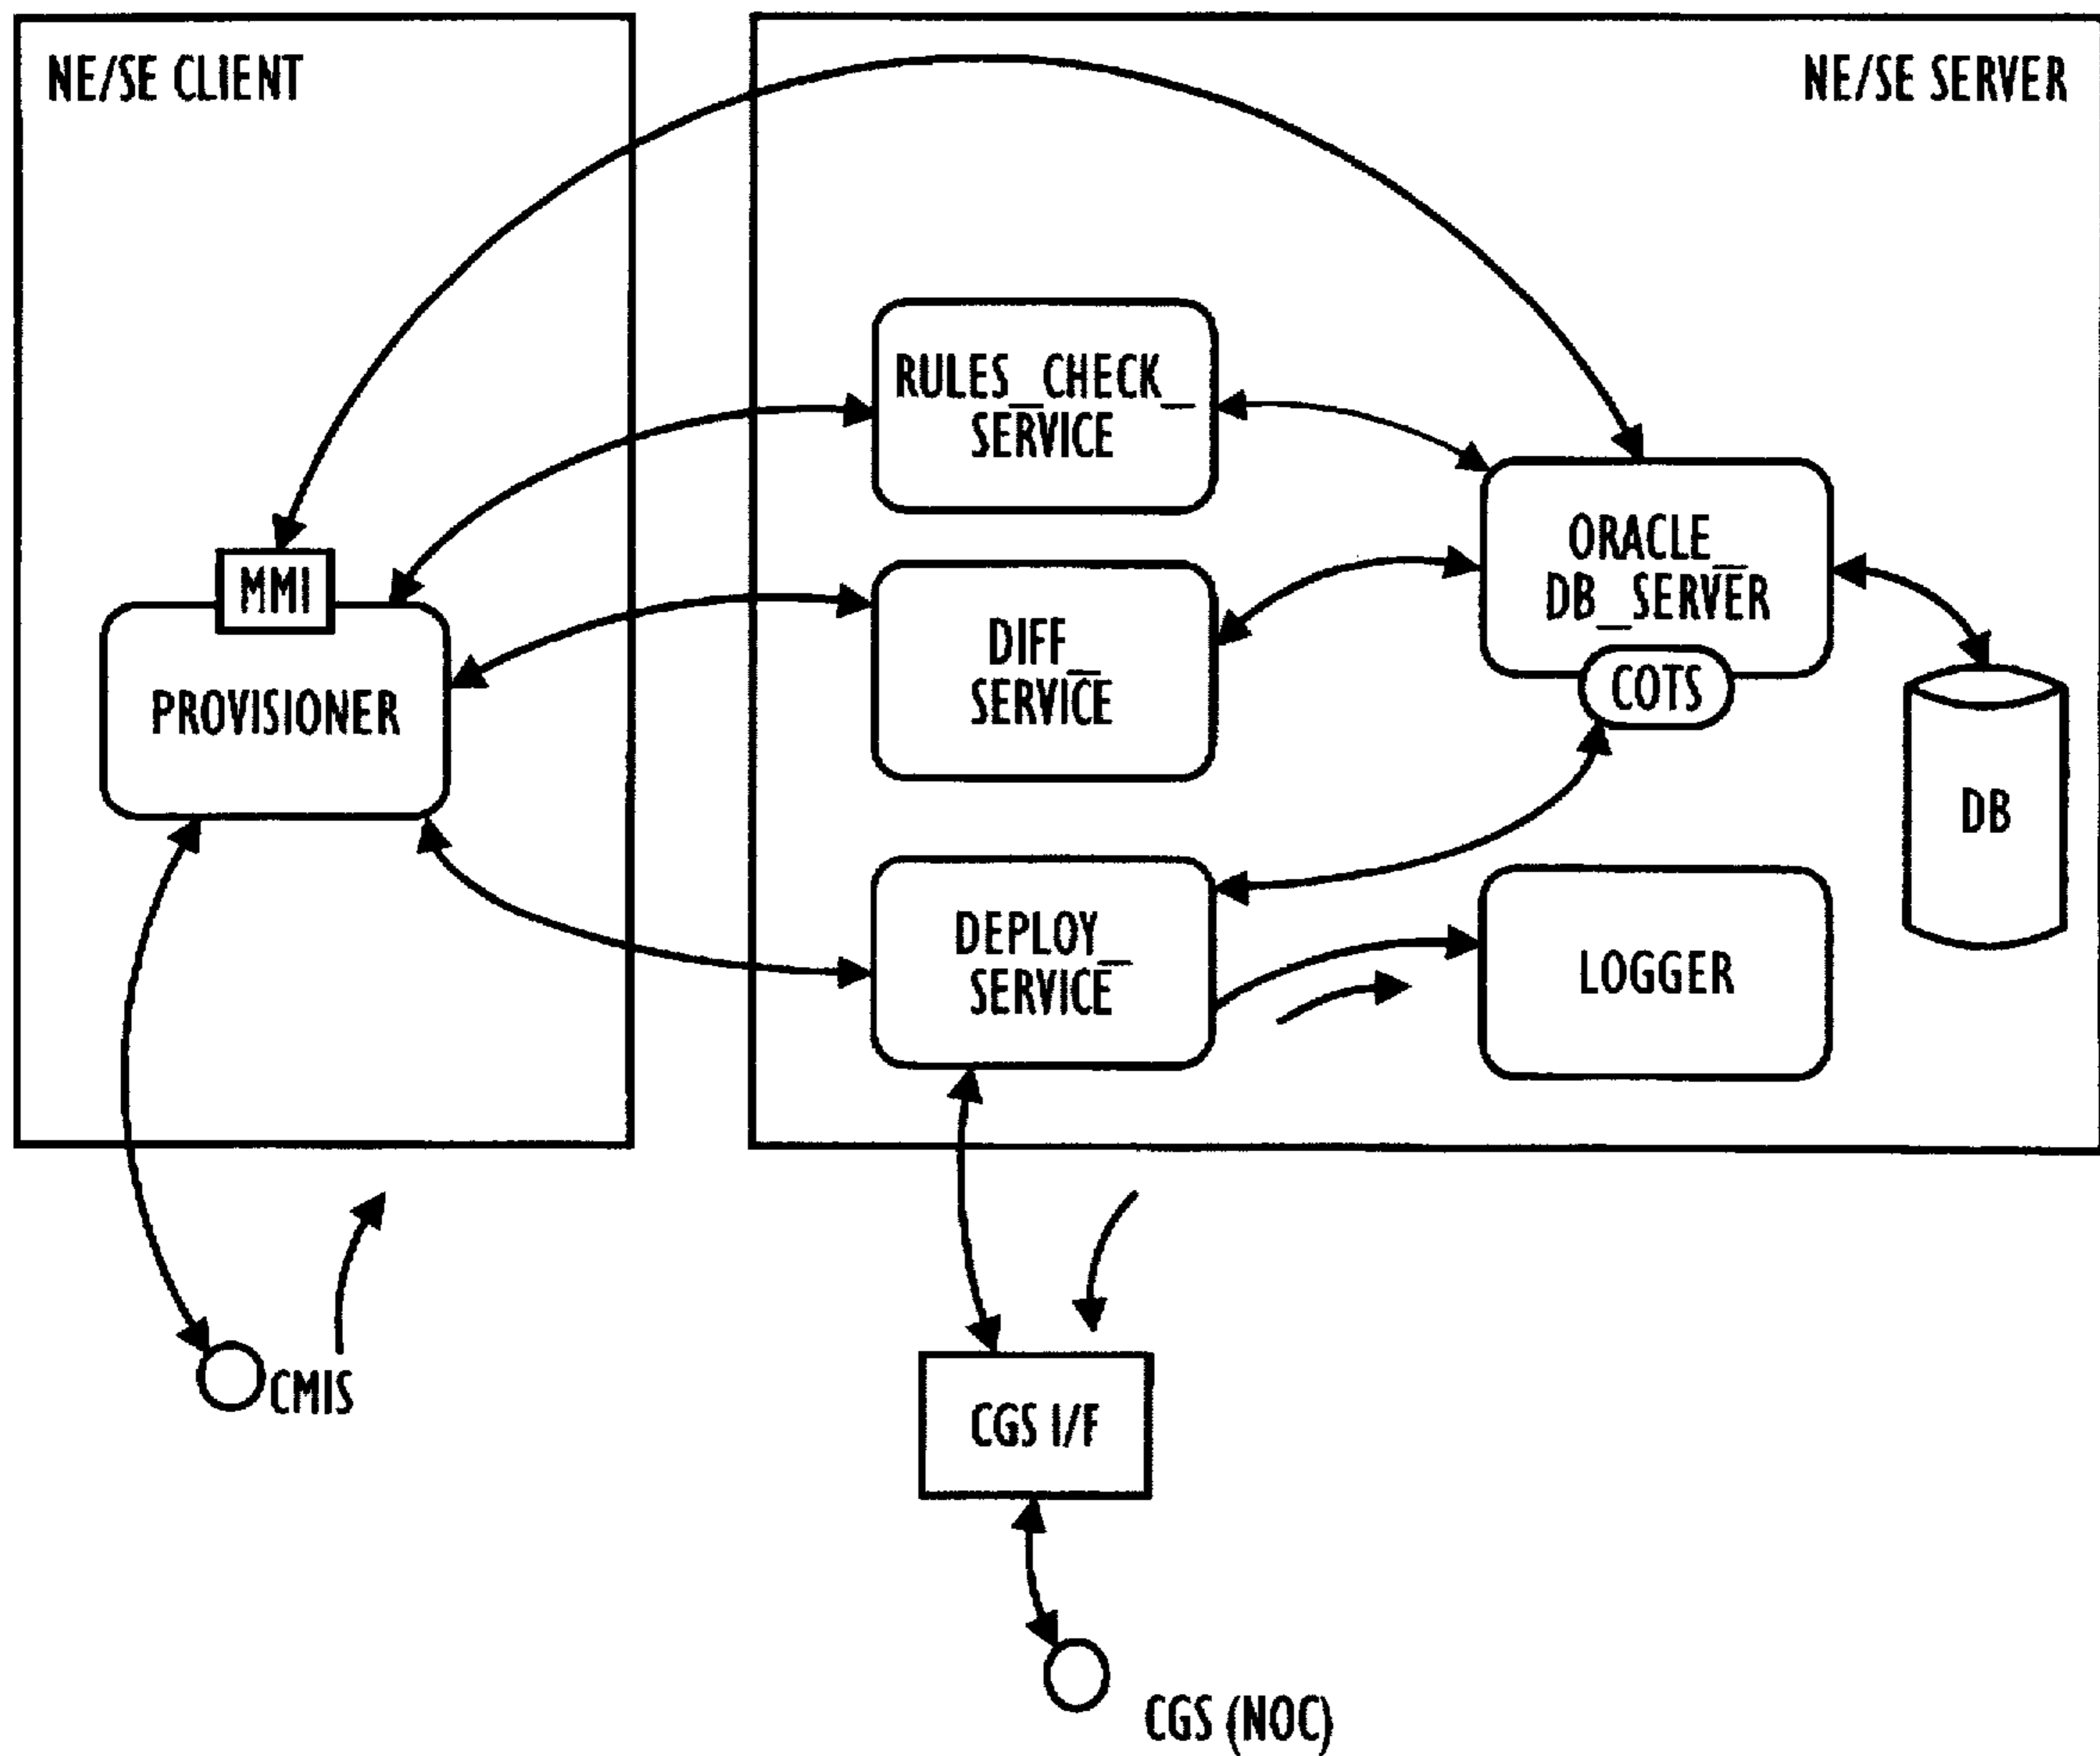 NE/SE CLIENT
NE/SE SERVER
RULES_CHECK_
SERVICE
ORACLE_
DB_SERVER
COTS
MMI
PROVISIONER
DIFF_
SERVICE
DB
DEPLOY_
SERVICE
LOGGER
CMIS
CGS I/F
CGS (NOC)